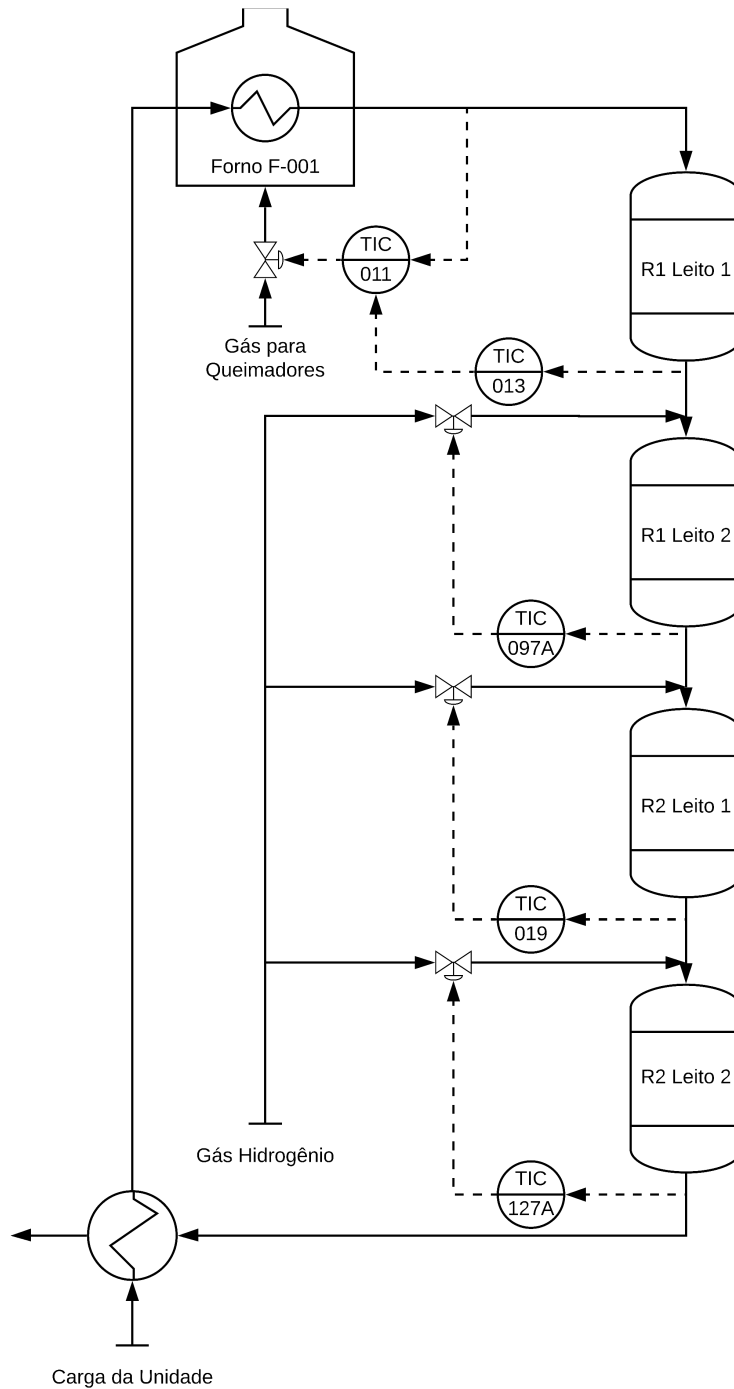 Forno F-001
TIC
011
R1 Leito 1
Gás para
Queimadores
TIC
013
R1 Leito 2
TIC
097A
R2 Leito 1
TIC
019
R2 Leito 2
Gás Hidrogênio
TIC
127A
Carga da Unidade